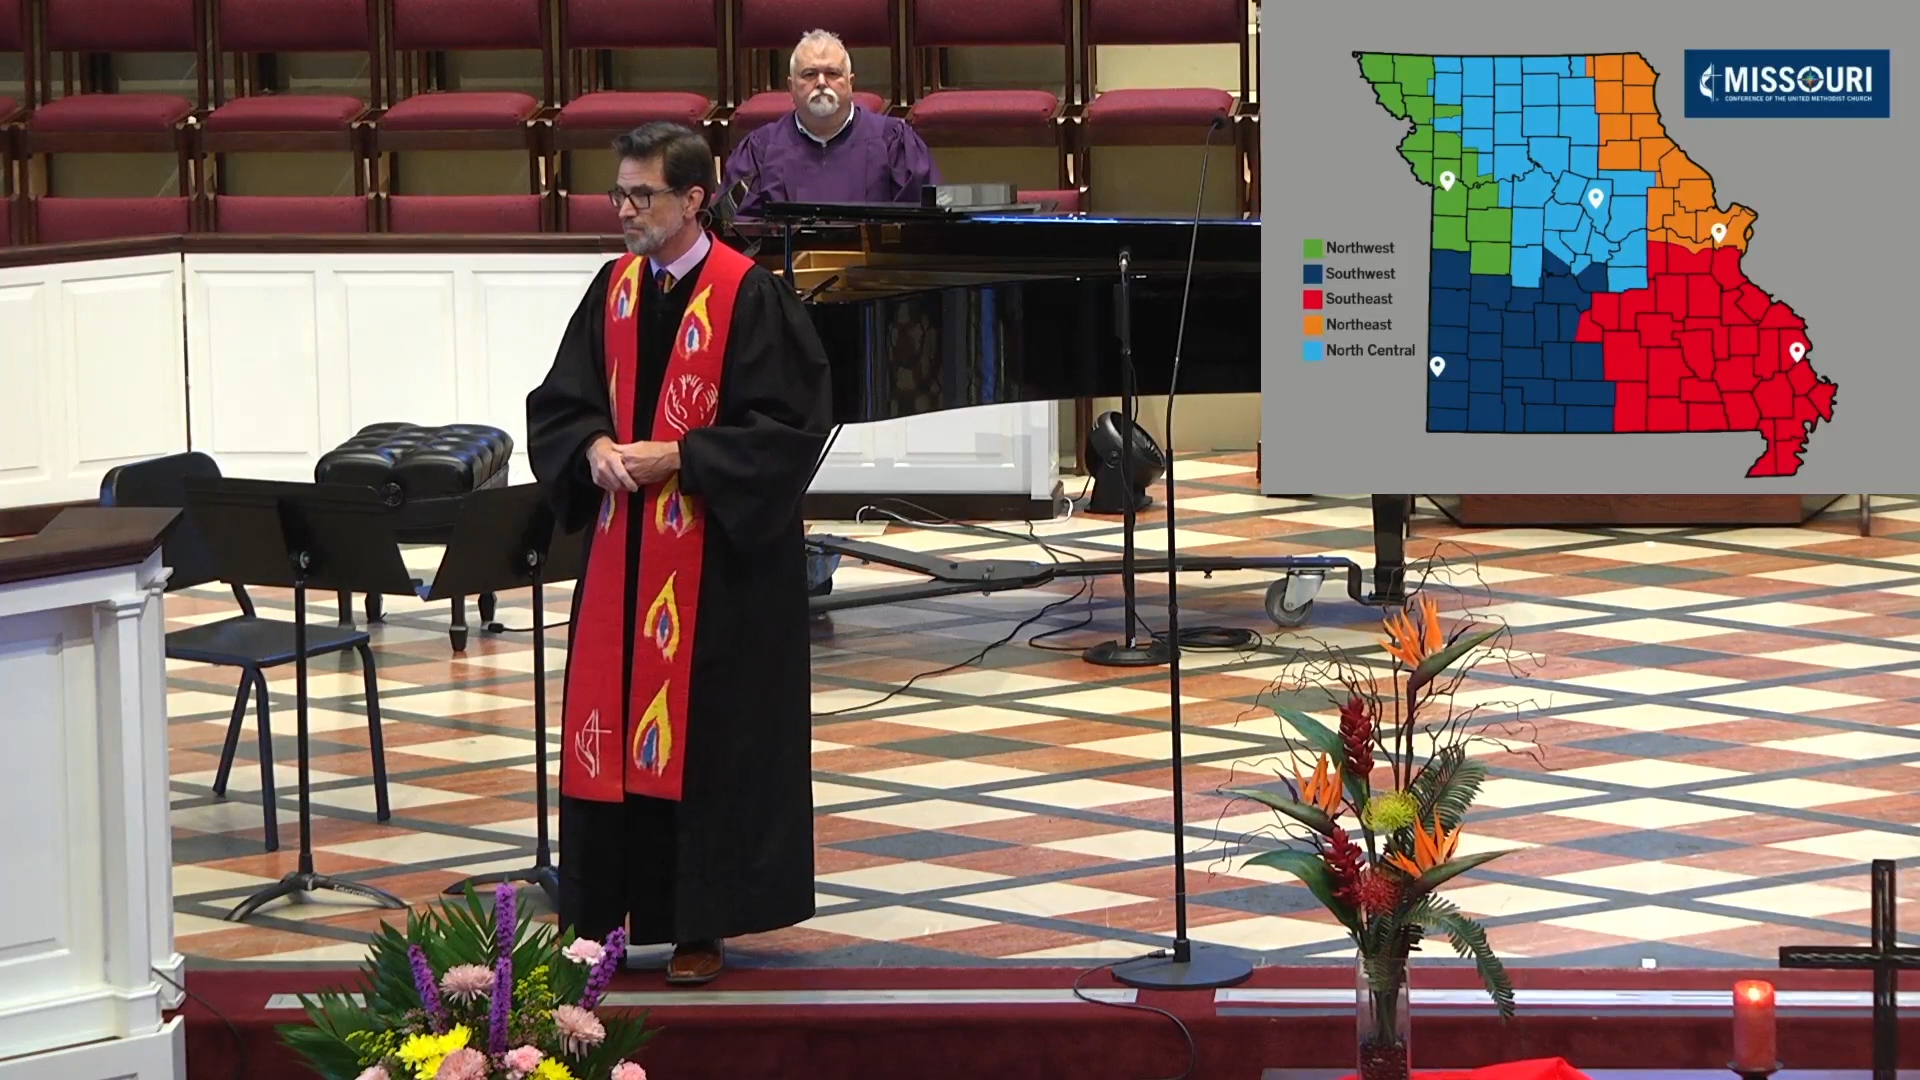 MISSOURI
CONFERENCE OF THE UNITED METHODIST CHURCH
Northwest
Southwest
Southeast
Northeast
North Central